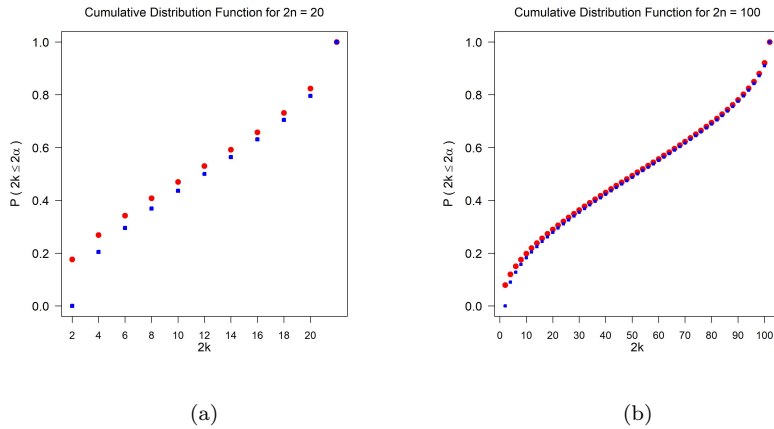 Cumulative Distribution Function for 2n = 20
P ( 2k ≤ 2α )
1.0
0.8
0.6
0.4
0.2
0.0
2 4 6 8 10 12 14 16 18 20
2k
(a)
Cumulative Distribution Function for 2n = 100
P ( 2k ≤ 2α )
1.0
0.8
0.6
0.4
0.2
0.0
0 10 20 30 40 50 60 70 80 90 100
2k
(b)